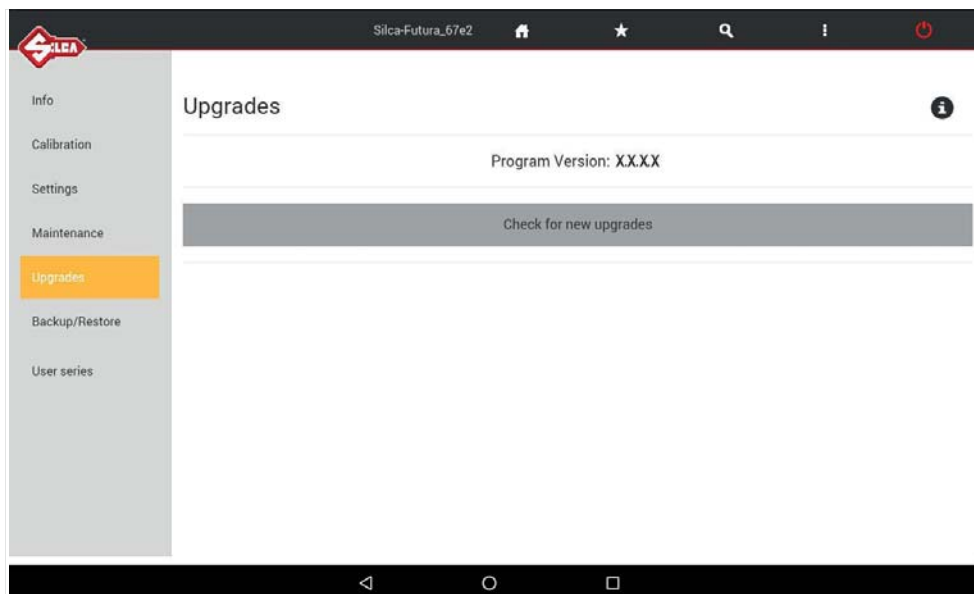 SILCA
Silca-Futura_67e2
Info
Calibration
Settings
Maintenance
Upgrades
Backup/Restore
User series
Upgrades
Program Version: X.X.X.X
Check for new upgrades